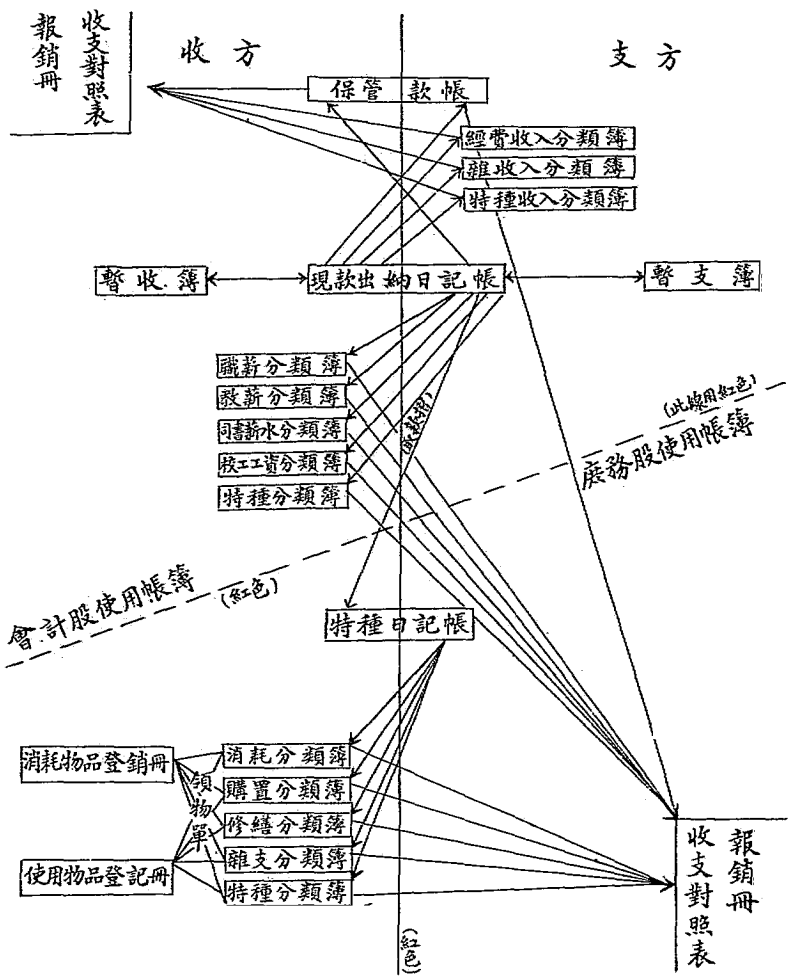 收方
支方
收支對照表
報銷冊
保管款帳
經費收入分類簿
雜收入分類簿
特種收入分類簿
暫收簿
現款出納日記帳
暫支簿
職薪分類簿
教薪分類簿
司書薪水分類簿
校工工資分類簿
特種分類簿
(此線用紅色)
庶務股使用帳簿
會計股使用帳簿
(紅色)
特種日記帳
消耗物品登銷冊
使用物品登記冊
領物單
消耗分類簿
購置分類簿
修繕分類簿
雜支分類簿
特種分類簿
報銷冊
收支對照表
(紅色)